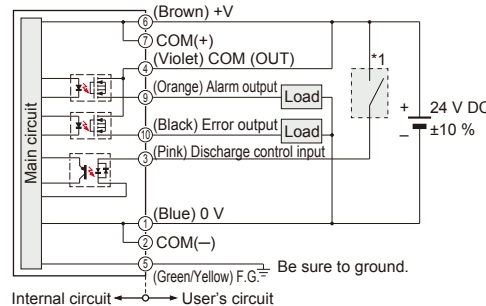 (Brown) +V
6
7 COM(+)
(Violet) COM (OUT)
4
*1
(Orange) Alarm output
9
Load
(Black) Error output
10
Load
+
24 V DC
–
±10 %
(Pink) Discharge control input
3
Main circuit
(Blue) 0 V
1
2 COM(—)
5
(Green/Yellow) F.G.
Be sure to ground.
Internal circuit
User's circuit